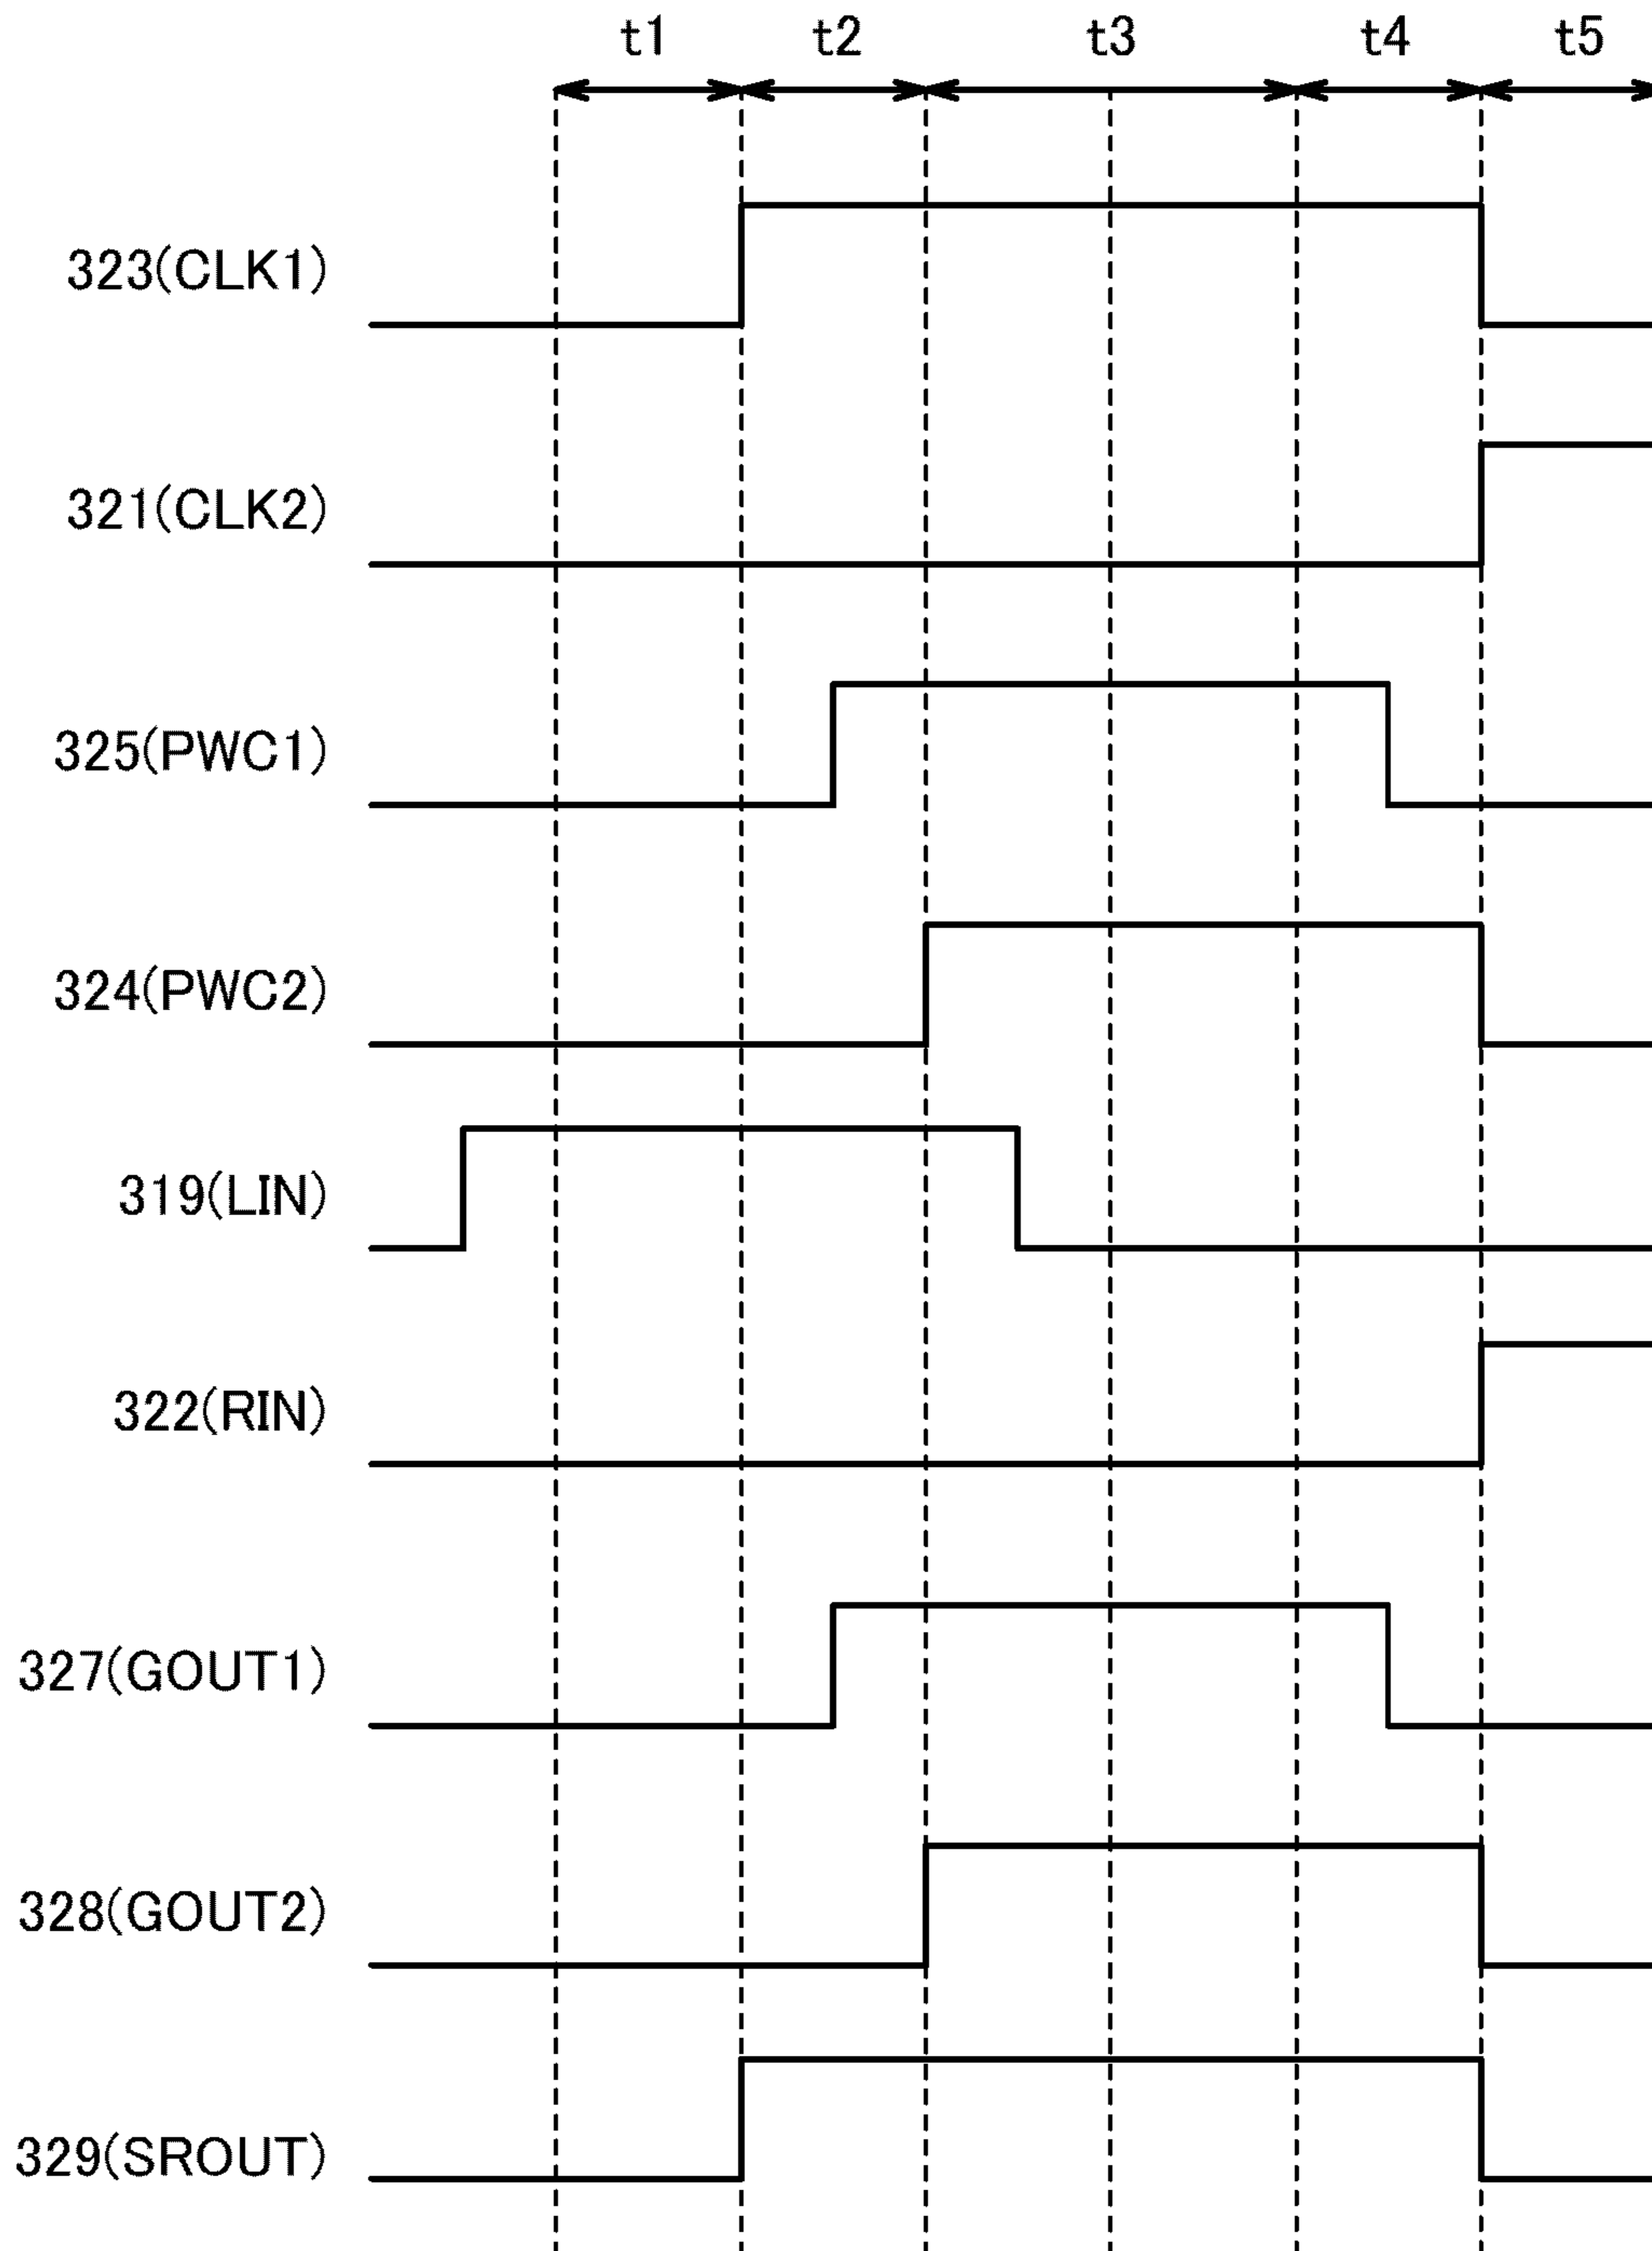 t1 t2 t3 t4 t5
323(CLK1)
321(CLK2)
325(PWC1)
324(PWC2)
319(LIN)
322(RIN)
327(GOUT1)
328(GOUT2)
329(SROUT)